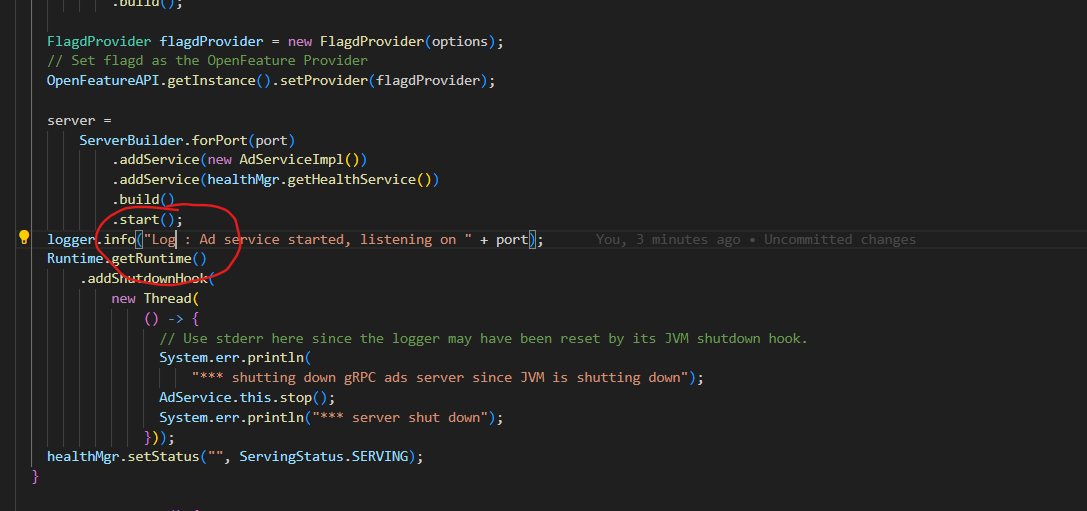 .build();
FlagdProvider flagdProvider = new FlagdProvider(options);
// Set flagd as the OpenFeature Provider
OpenFeatureAPI.getInstance().setProvider(flagdProvider);
server =
ServerBuilder.forPort(port)
.addService(new AdServiceImpl())
.addService(healthMgr.getHealthService())
.build()
.start();
logger.info("Log : Ad service started, listening on " + port); You, 3 minutes ago • Uncommitted changes
Runtime.getRuntime()
.addShutdownHook(
new Thread(
() -> {
// Use stderr here since the logger may have been reset by its JVM shutdown hook.
System.err.println(
"*** shutting down gRPC ads server since JVM is shutting down");
AdService.this.stop();
System.err.println("*** server shut down");
}));
healthMgr.setStatus("", ServingStatus.SERVING);
}